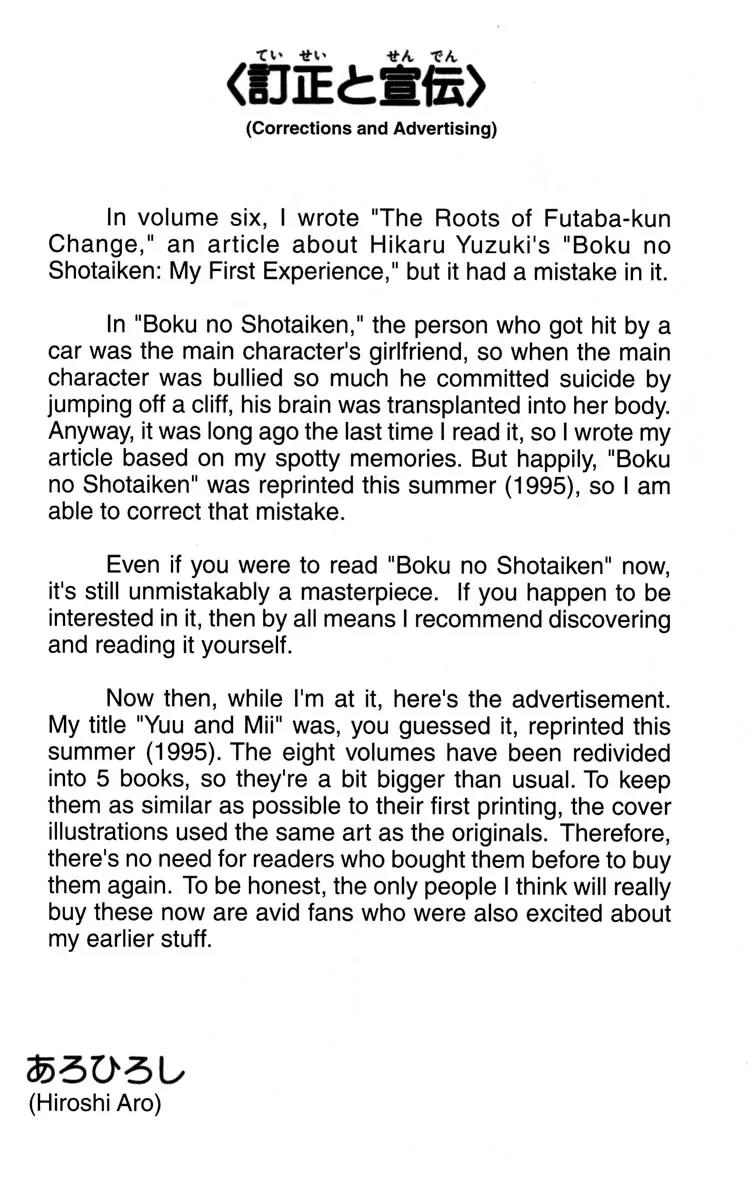 てい せい せん でん
〈訂正と宣伝〉
(Corrections and Advertising)
In volume six, I wrote "The Roots of Futaba-kun
Change," an article about Hikaru Yuzuki's "Boku no
Shotaiken: My First Experience," but it had a mistake in it.
In "Boku no Shotaiken," the person who got hit by a
car was the main character's girlfriend, so when the main
character was bullied so much he committed suicide by
jumping off a cliff, his brain was transplanted into her body.
Anyway, it was long ago the last time I read it, so I wrote my
article based on my spotty memories. But happily, "Boku
no Shotaiken" was reprinted this summer (1995), so I am
able to correct that mistake.
Even if you were to read "Boku no Shotaiken" now,
it's still unmistakably a masterpiece. If you happen to be
interested in it, then by all means I recommend discovering
and reading it yourself.
Now then, while I'm at it, here's the advertisement.
My title "Yuu and Mii" was, you guessed it, reprinted this
summer (1995). The eight volumes have been redivided
into 5 books, so they're a bit bigger than usual. To keep
them as similar as possible to their first printing, the cover
illustrations used the same art as the originals. Therefore,
there's no need for readers who bought them before to buy
them again. To be honest, the only people I think will really
buy these now are avid fans who were also excited about
my earlier stuff.
あろひろし
(Hiroshi Aro)